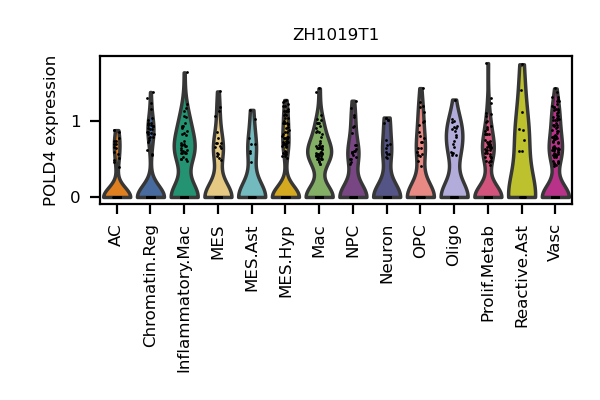 ZH1019T1
POLD4 expression
1
0
AC
Chromatin.Reg
Inflammatory.Mac
MES
MES.Ast
MES.Hyp
Mac
NPC
Neuron
OPC
Oligo
Prolif.Metab
Reactive.Ast
Vasc